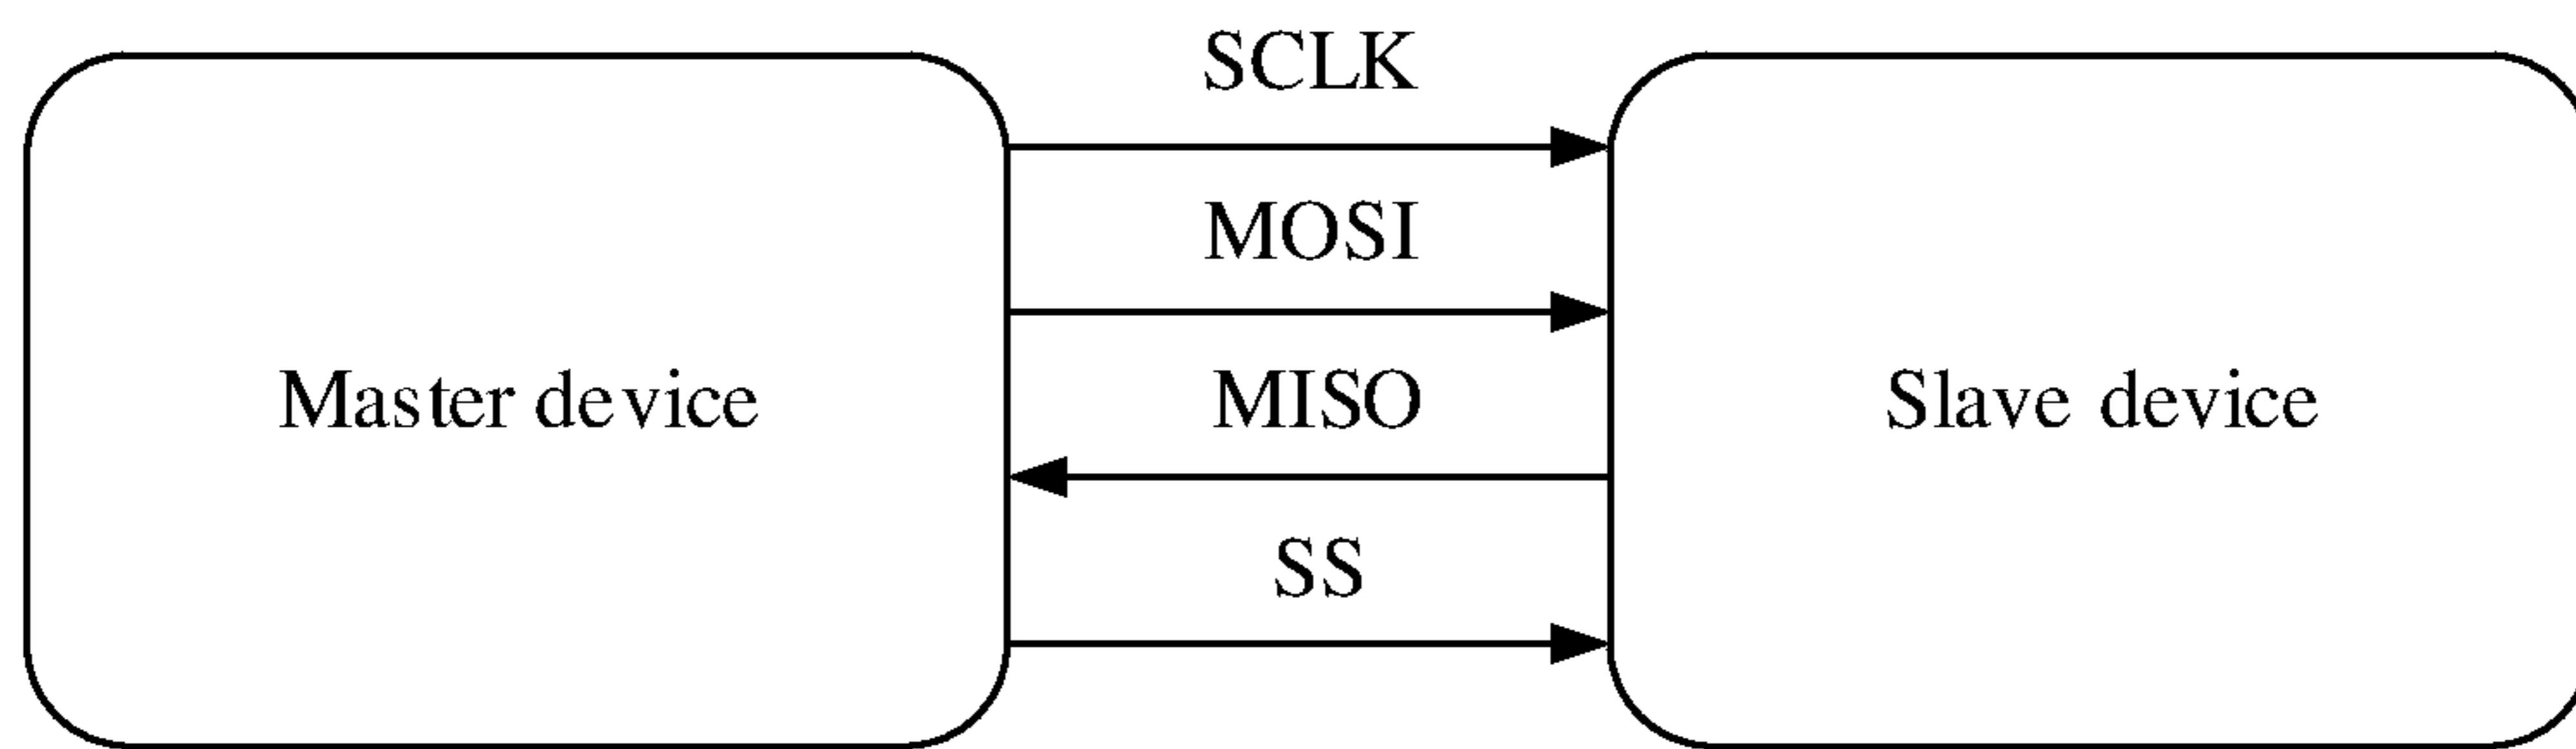 SCLK
MOSI
Master device
MISO
Slave device
SS